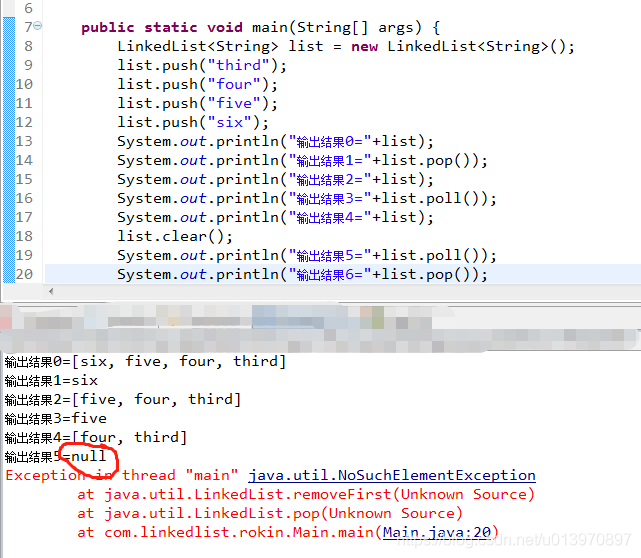 6
7 public static void main(String[] args) {
8 LinkedList<String> list = new LinkedList<String>();
9 list.push("third");
10 list.push("four");
11 list.push("five");
12 list.push("six");
13 System.out.println("输出结果0="+list);
14 System.out.println("输出结果1="+list.pop());
15 System.out.println("输出结果2="+list);
16 System.out.println("输出结果3="+list.poll());
17 System.out.println("输出结果4="+list);
18 list.clear();
19 System.out.println("输出结果5="+list.poll());
20 System.out.println("输出结果6="+list.pop());
输出结果0=[six, five, four, third]
输出结果1=six
输出结果2=[five, four, third]
输出结果3=five
输出结果4=[four, third]
输出结果5=null
Exception in thread "main" java.util.NoSuchElementException
at java.util.LinkedList.removeFirst(Unknown Source)
at java.util.LinkedList.pop(Unknown Source)
at com.linkedlist.rokin.Main.main(Main.java:20)
https://blog.csdn.net/u013970897